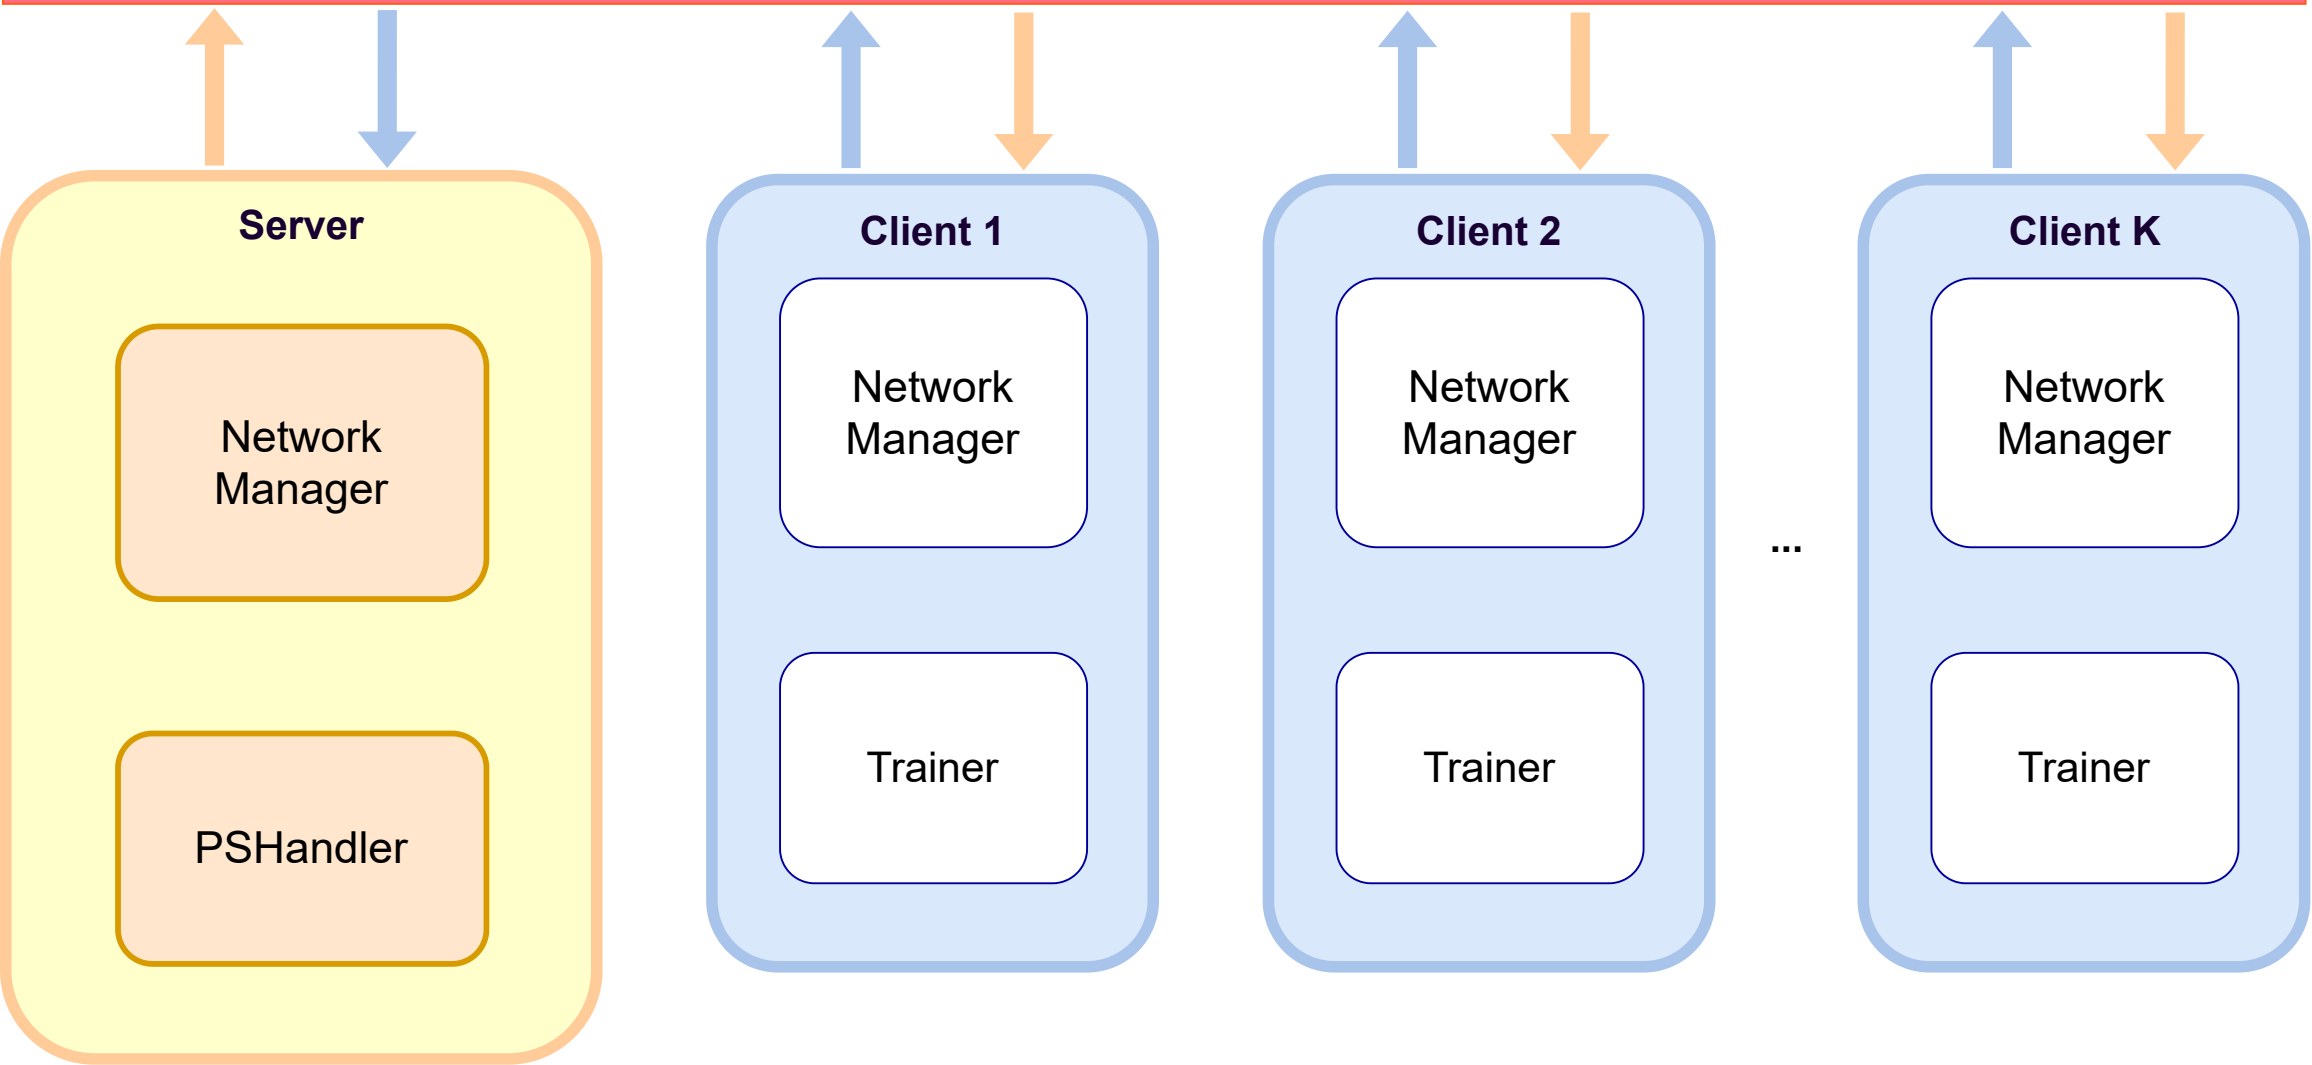 Server
Network
Manager
PSHandler
Client 1
Network
Manager
Trainer
Client 2
Network
Manager
Trainer
...
Client K
Network
Manager
Trainer